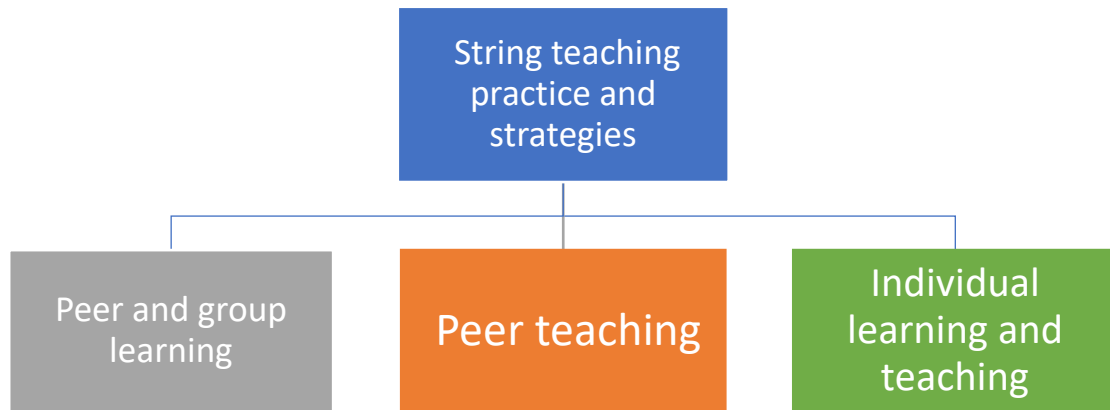 String teaching
practice and
strategies
Peer and group
learning
Peer teaching
Individual
learning and
teaching